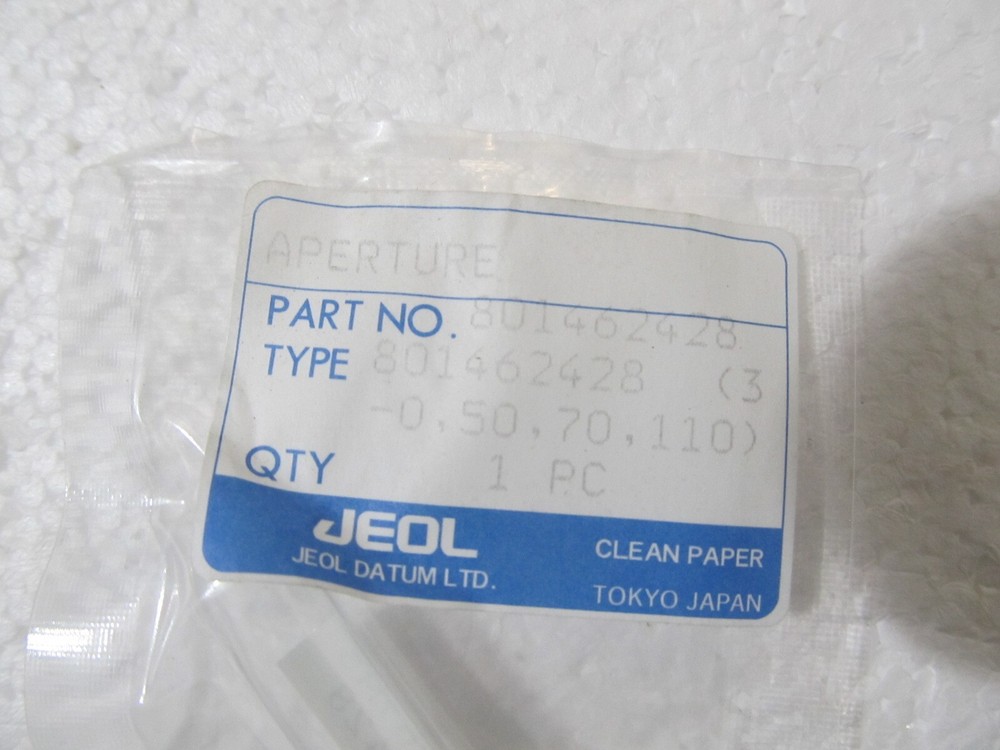 APERTURE
PART NO. 801462428
TYPE 801462428 (3
-0,50,70,110)
QTY 1 PC
JEOL
JEOL DATUM LTD.
CLEAN PAPER
TOKYO JAPAN